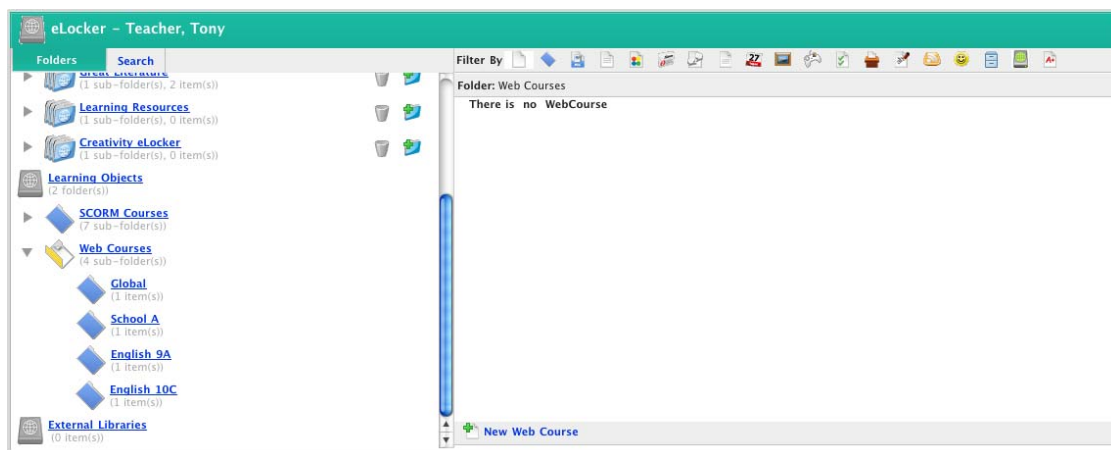 eLocker – Teacher, Tony
Folders Search
Filter By 27 A+
Great Literature
(1 sub-folder(s), 2 item(s))
Folder: Web Courses
There is no WebCourse
Learning Resources
(1 sub-folder(s), 0 item(s))
Creativity eLocker
(1 sub-folder(s), 0 item(s))
Learning Objects
(2 folder(s))
SCORM Courses
(7 sub-folder(s))
Web Courses
(4 sub-folder(s))
Global
(1 item(s))
School A
(1 item(s))
English 9A
(1 item(s))
English 10C
(1 item(s))
External Libraries
(0 item(s))
New Web Course